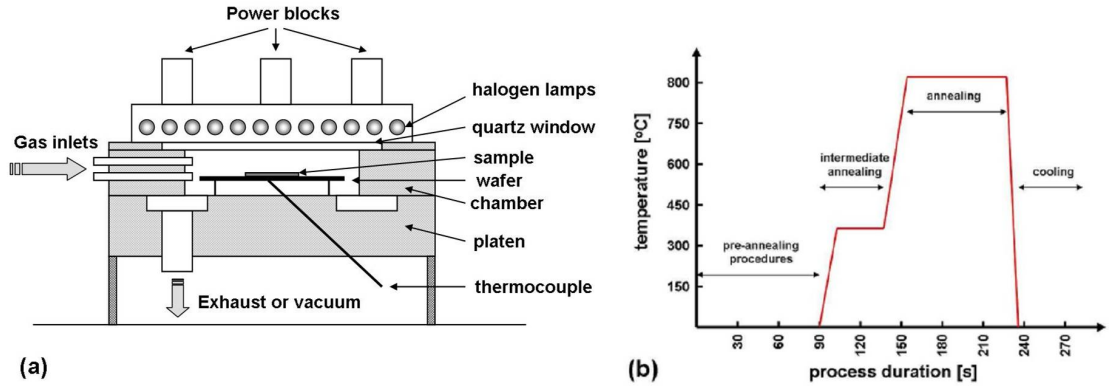 Power blocks
halogen lamps
quartz window
Gas inlets
sample
wafer
chamber
platen
thermocouple
Exhaust or vacuum
(a)
temperature [ºC]
800
750
600
450
300
150
annealing
intermediate
annealing
cooling
pre-annealing
procedures
30
60
90
120
150
180
210
240
270
process duration [s]
(b)